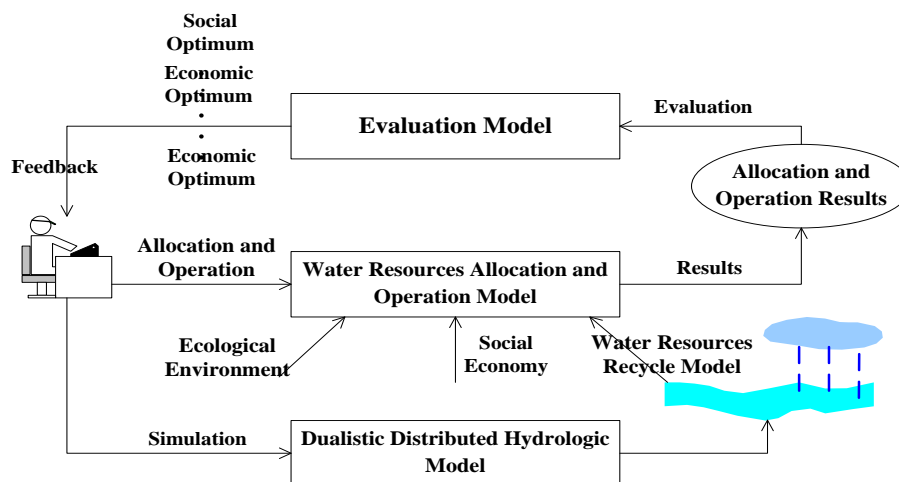 Social
Optimum
Economic
Optimum
Economic
Optimum
Evaluation Model
Evaluation
Feedback
Allocation and
Operation Results
Allocation and
Operation
Water Resources Allocation and
Operation Model
Results
Ecological
Environment
Social
Economy
Water Resources
Recycle Model
Simulation
Dualistic Distributed Hydrologic
Model